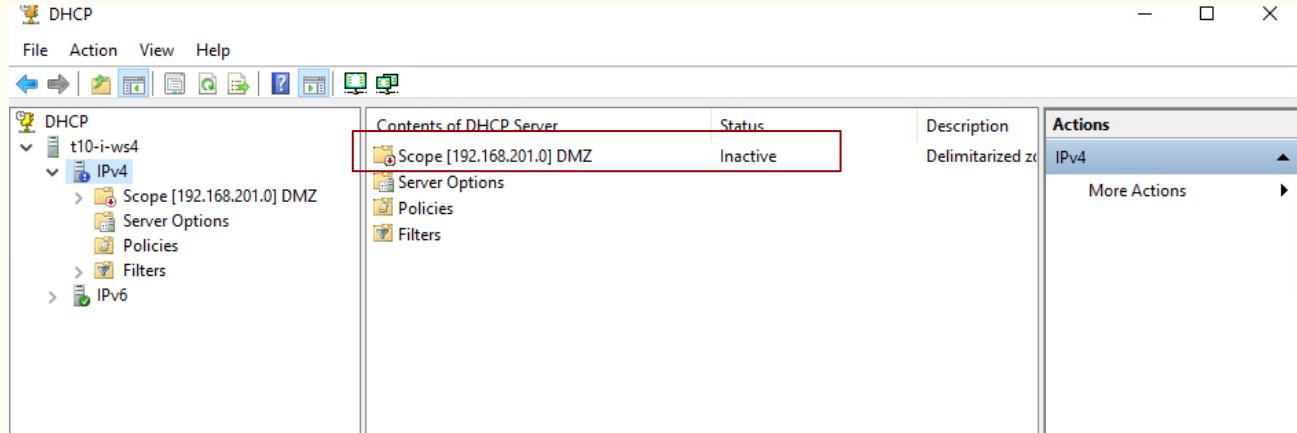 DHCP
File Action View Help
DHCP
t10-i-ws4
IPv4
Scope [192.168.201.0] DMZ
Server Options
Policies
Filters
IPv6
Contents of DHCP Server Status Description
Scope [192.168.201.0] DMZ Inactive Delimitarized zo
Server Options
Policies
Filters
Actions
IPv4
More Actions